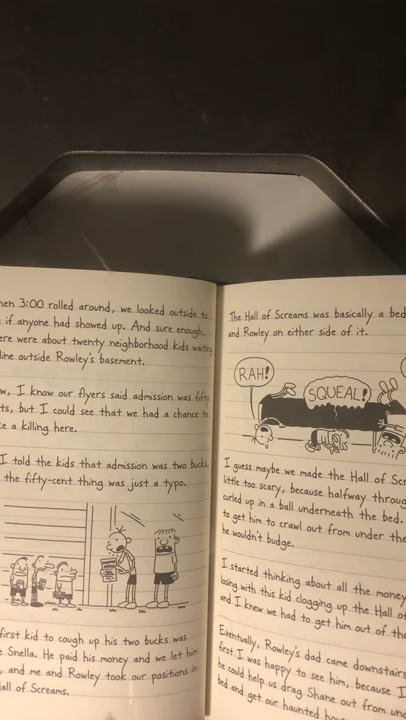 hen 3:00 rolled around, we looked outside to
if anyone had showed up. And sure enough,
ere were about twenty neighborhood kids waiting
line outside Rowley's basement.
w, I know our flyers said admission was fifty
ts, but I could see that we had a chance to
e a killing here.
I told the kids that admission was two bucks,
the fifty-cent thing was just a typo.
first kid to cough up his two bucks was
e Snella. He paid his money and we let him
, and me and Rowley took our positions in
Hall of Screams.
The Hall of Screams was basically a bed
and Rowley on either side of it.
RAH!
SQUEAL!
I guess maybe we made the Hall of Scr
little too scary, because halfway throug
curled up in a ball underneath the bed.
to get him to crawl out from under the
he wouldn't budge.
I started thinking about all the money
losing with this kid clogging up the Hall of
and I knew we had to get him out of the
Eventually, Rowley's dad came downstairs
first I was happy to see him, because I
he could help us drag Shane out from und
bed and get our haunted hous